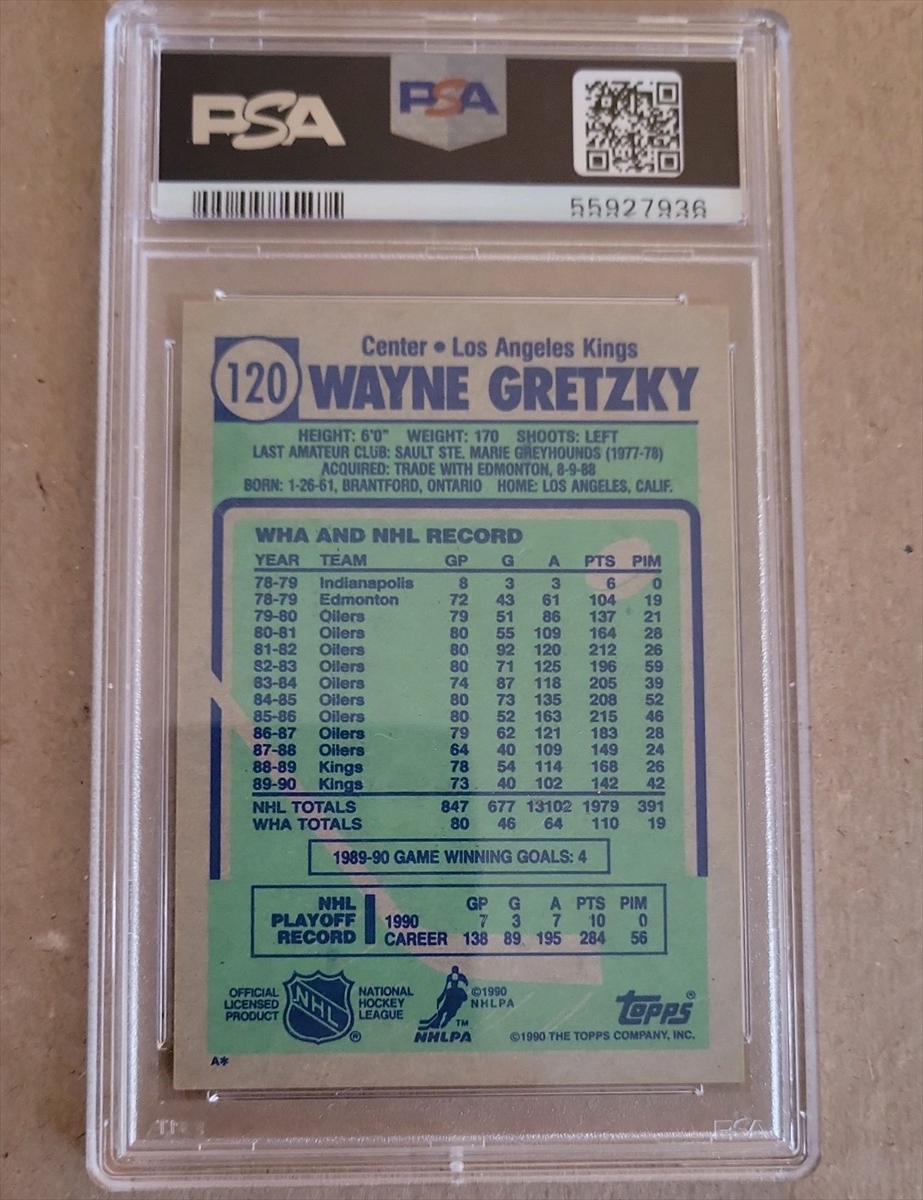 PSA
PSA
55927936
120
Center • Los Angeles Kings
WAYNE GRETZKY
HEIGHT: 6'0" WEIGHT: 170 SHOOTS: LEFT
LAST AMATEUR CLUB: SAULT STE. MARIE GREYHOUNDS (1977-78)
ACQUIRED: TRADE WITH EDMONTON, 8-9-88
BORN: 1-26-61, BRANTFORD, ONTARIO HOME: LOS ANGELES, CALIF.
WHA AND NHL RECORD
YEAR TEAM GP G A PTS PIM
78-79 Indianapolis 8 3 3 6 0
78-79 Edmonton 72 43 61 104 19
79-80 Oilers 79 51 86 137 21
80-81 Oilers 80 55 109 164 28
81-82 Oilers 80 92 120 212 26
82-83 Oilers 80 71 125 196 59
83-84 Oilers 74 87 118 205 39
84-85 Oilers 80 73 135 208 52
85-86 Oilers 80 52 163 215 46
86-87 Oilers 79 62 121 183 28
87-88 Oilers 64 40 109 149 24
88-89 Kings 78 54 114 168 26
89-90 Kings 73 40 102 142 42
NHL TOTALS 847 677 13102 1979 391
WHA TOTALS 80 46 64 110 19
1989-90 GAME WINNING GOALS: 4
NHL PLAYOFF RECORD
GP G A PTS PIM
1990 7 3 7 10 0
CAREER 138 89 195 284 56
OFFICIAL
LICENSED
PRODUCT
NHL
®
NATIONAL
HOCKEY
LEAGUE
TM
NHLPA
©1990
NHLPA
topps®
©1990 THE TOPPS COMPANY, INC.
A*
PSA